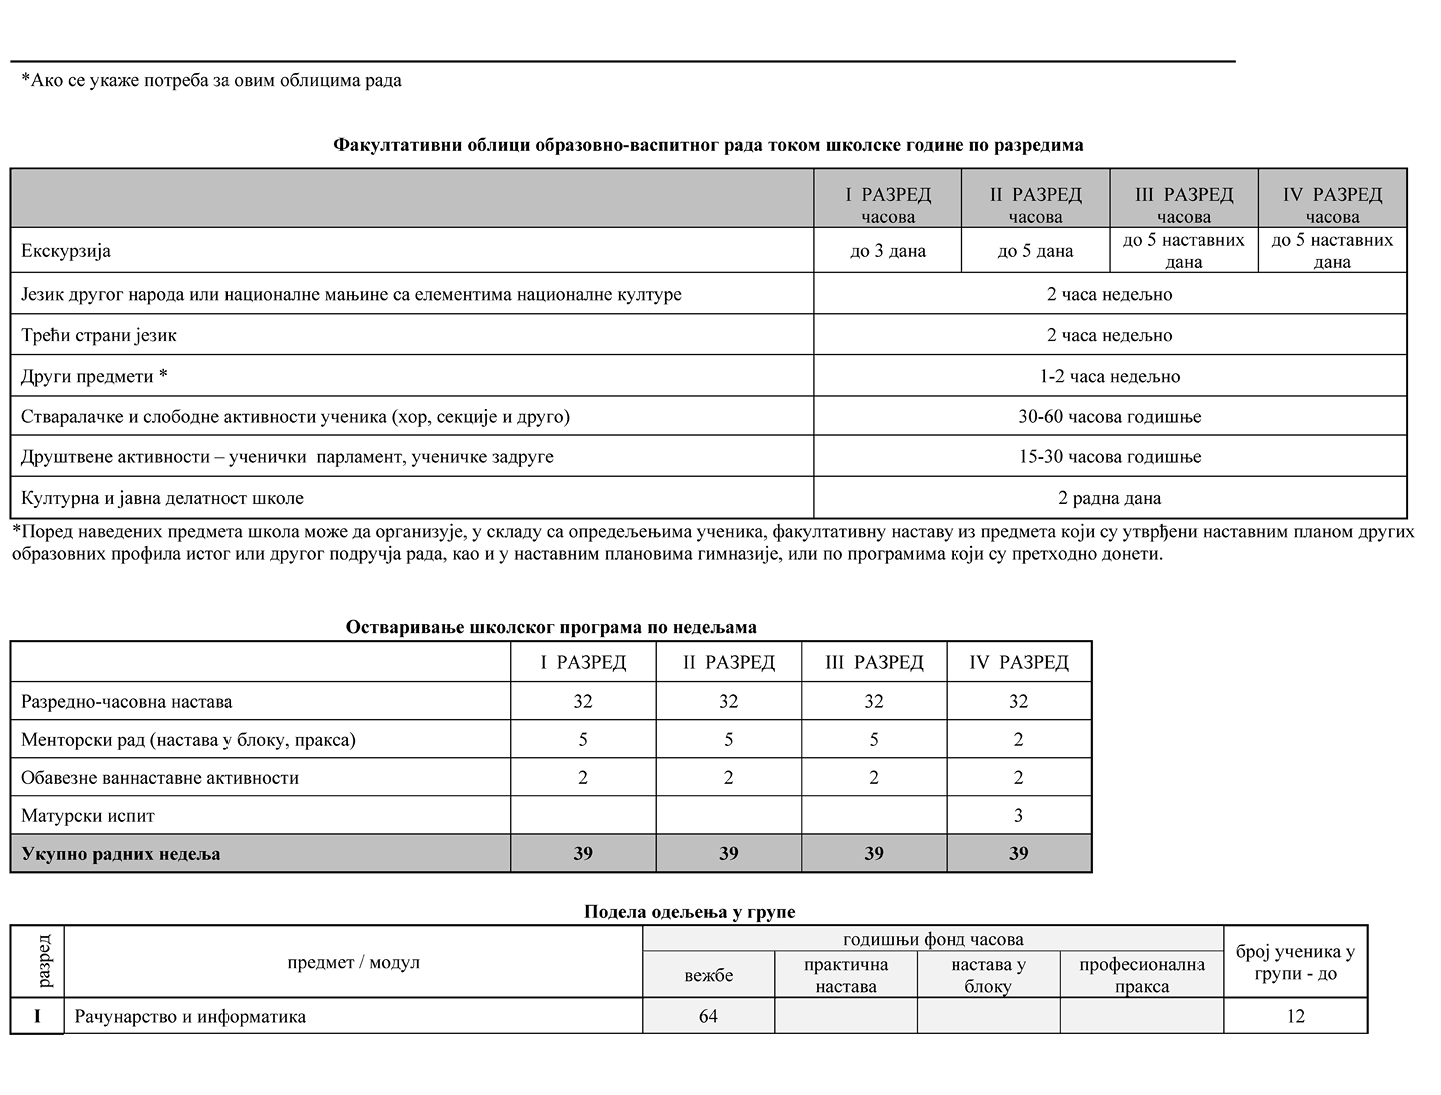 *Ако се укаже потреба за овим облицима рада
Факултативни облици образовно-васпитног рада током школске године по разредима
I РАЗРЕД часова II РАЗРЕД часова III РАЗРЕД часова IV РАЗРЕД часова
Екскурзија до 3 дана до 5 дана до 5 наставних дана до 5 наставних дана
Језик другог народа или националне мањине са елементима националне културе 2 часа недељно
Трећи страни језик 2 часа недељно
Други предмети * 1-2 часа недељно
Стваралачке и слободне активности ученика (хор, секције и друго) 30-60 часова годишње
Друштвене активности – ученички парламент, ученичке задруге 15-30 часова годишње
Културна и јавна делатност школе 2 радна дана
*Поред наведених предмета школа може да организује, у складу са опредељењима ученика, факултативну наставу из предмета који су утврђени наставним планом других
образовних профила истог или другог подручја рада, као и у наставним плановима гимназије, или по програмима који су претходно донети.
Остваривање школског програма по недељама
I РАЗРЕД II РАЗРЕД III РАЗРЕД IV РАЗРЕД
Разредно-часовна настава 32 32 32 32
Менторски рад (настава у блоку, пракса) 5 5 5 2
Обавезне ваннаставне активности 2 2 2 2
Матурски испит 3
Укупно радних недеља 39 39 39 39
Подела одељења у групе
разред предмет / модул годишњи фонд часова број ученика у групи - до
вежбе практична настава настава у блоку професионална пракса
I Рачунарство и информатика 64 12